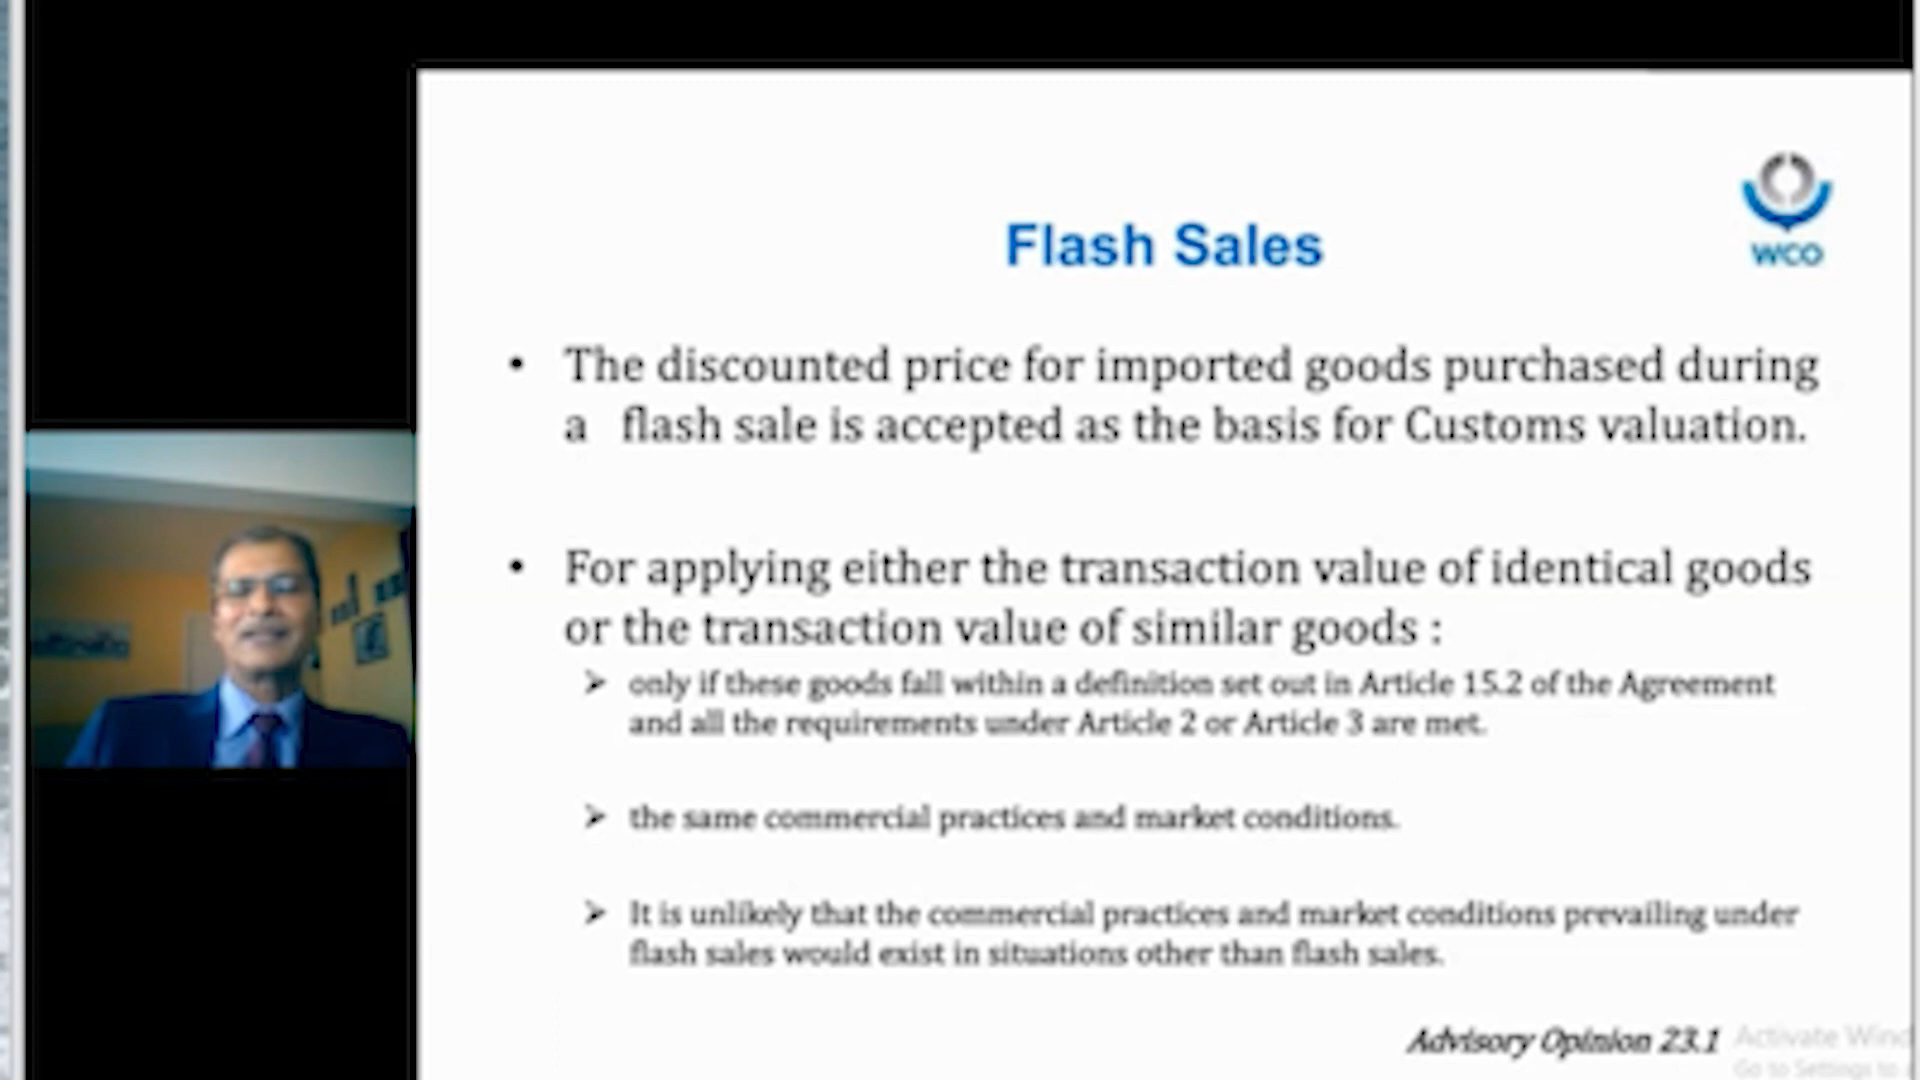 WCO
Flash Sales
• The discounted price for imported goods purchased during
a flash sale is accepted as the basis for Customs valuation.
• For applying either the transaction value of identical goods
or the transaction value of similar goods :
➢ only if these goods fall within a definition set out in Article 15.2 of the Agreement
and all the requirements under Article 2 or Article 3 are met.
➢ the same commercial practices and market conditions.
➢ It is unlikely that the commercial practices and market conditions prevailing under
flash sales would exist in situations other than flash sales.
Advisory Opinion 23.1
Activate Wind
Go to Settings to